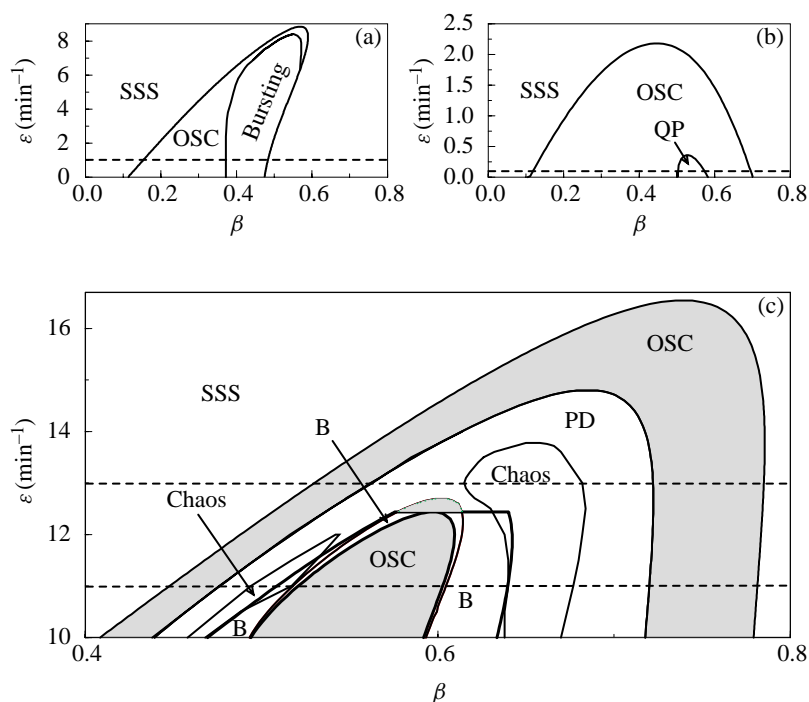 (a)
8
6
4
2
0
ε (min⁻¹)
SSS
OSC
Bursting
0.0 0.2 0.4 0.6 0.8
β
(b)
2.5
2.0
1.5
1.0
0.5
0.0
ε (min⁻¹)
SSS
OSC
QP
0.0 0.2 0.4 0.6 0.8
β
(c)
16
14
12
10
ε (min⁻¹)
OSC
SSS
PD
B
Chaos
Chaos
OSC
B
B
0.4 0.6 0.8
β